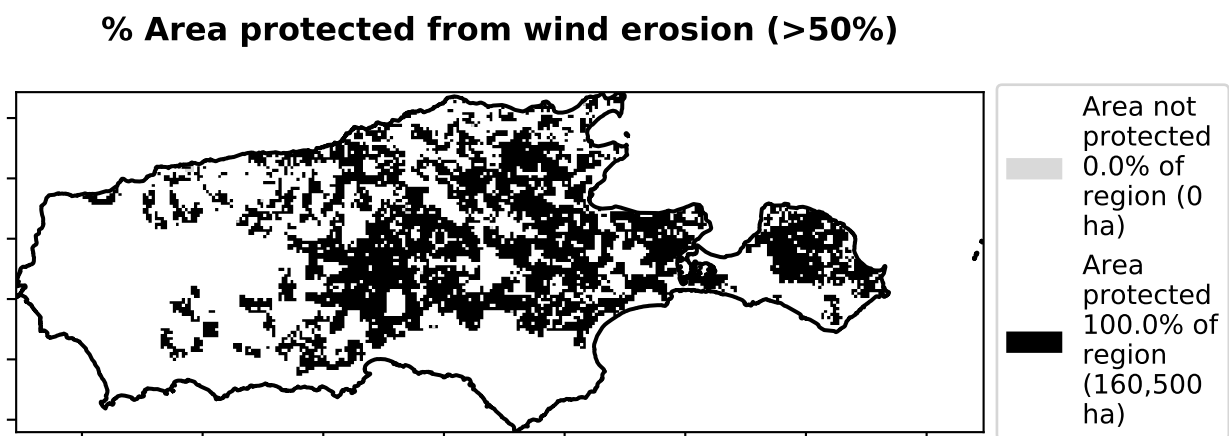 % Area protected from wind erosion (>50%)
Area not
protected
0.0% of
region (0
ha)
Area
protected
100.0% of
region
(160,500
ha)